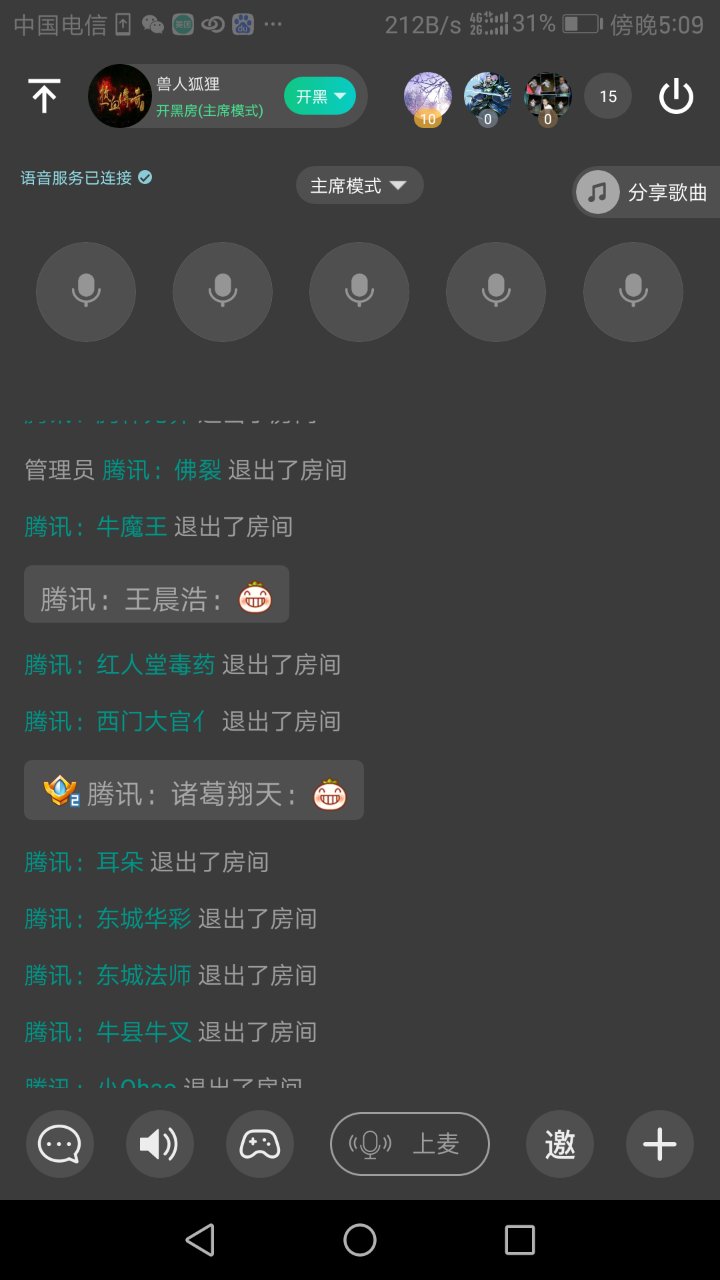 中国电信 212B/s 4G 2G 31% 傍晚5:09
兽人狐狸
开黑房(主席模式)
开黑
10 0 0 15
语音服务已连接
主席模式
分享歌曲
管理员 腾讯：佛裂 退出了房间
腾讯：牛魔王 退出了房间
腾讯：王晨浩：
腾讯：红人堂毒药 退出了房间
腾讯：西门大官亻 退出了房间
2 腾讯：诸葛翔天：
腾讯：耳朵 退出了房间
腾讯：东城华彩 退出了房间
腾讯：东城法师 退出了房间
腾讯：牛县牛叉 退出了房间
上麦
邀